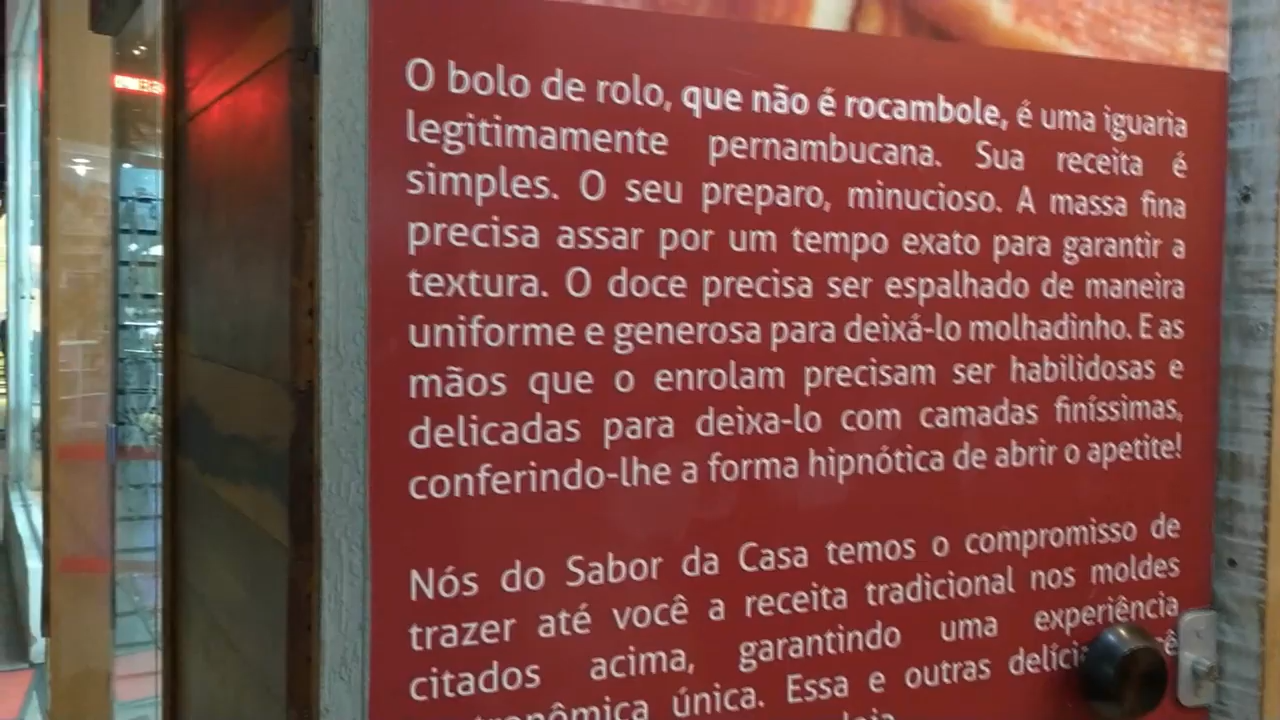 O bolo de rolo, que não é rocambole, é uma iguaria
legitimamente pernambucana. Sua receita é
simples. O seu preparo, minucioso. A massa fina
precisa assar por um tempo exato para garantir a
textura. O doce precisa ser espalhado de maneira
uniforme e generosa para deixá-lo molhadinho. E as
mãos que o enrolam precisam ser habilidosas e
delicadas para deixa-lo com camadas finíssimas,
conferindo-lhe a forma hipnótica de abrir o apetite!
Nós do Sabor da Casa temos o compromisso de
trazer até você a receita tradicional nos moldes
citados acima, garantindo uma experiência
única. Essa e outras